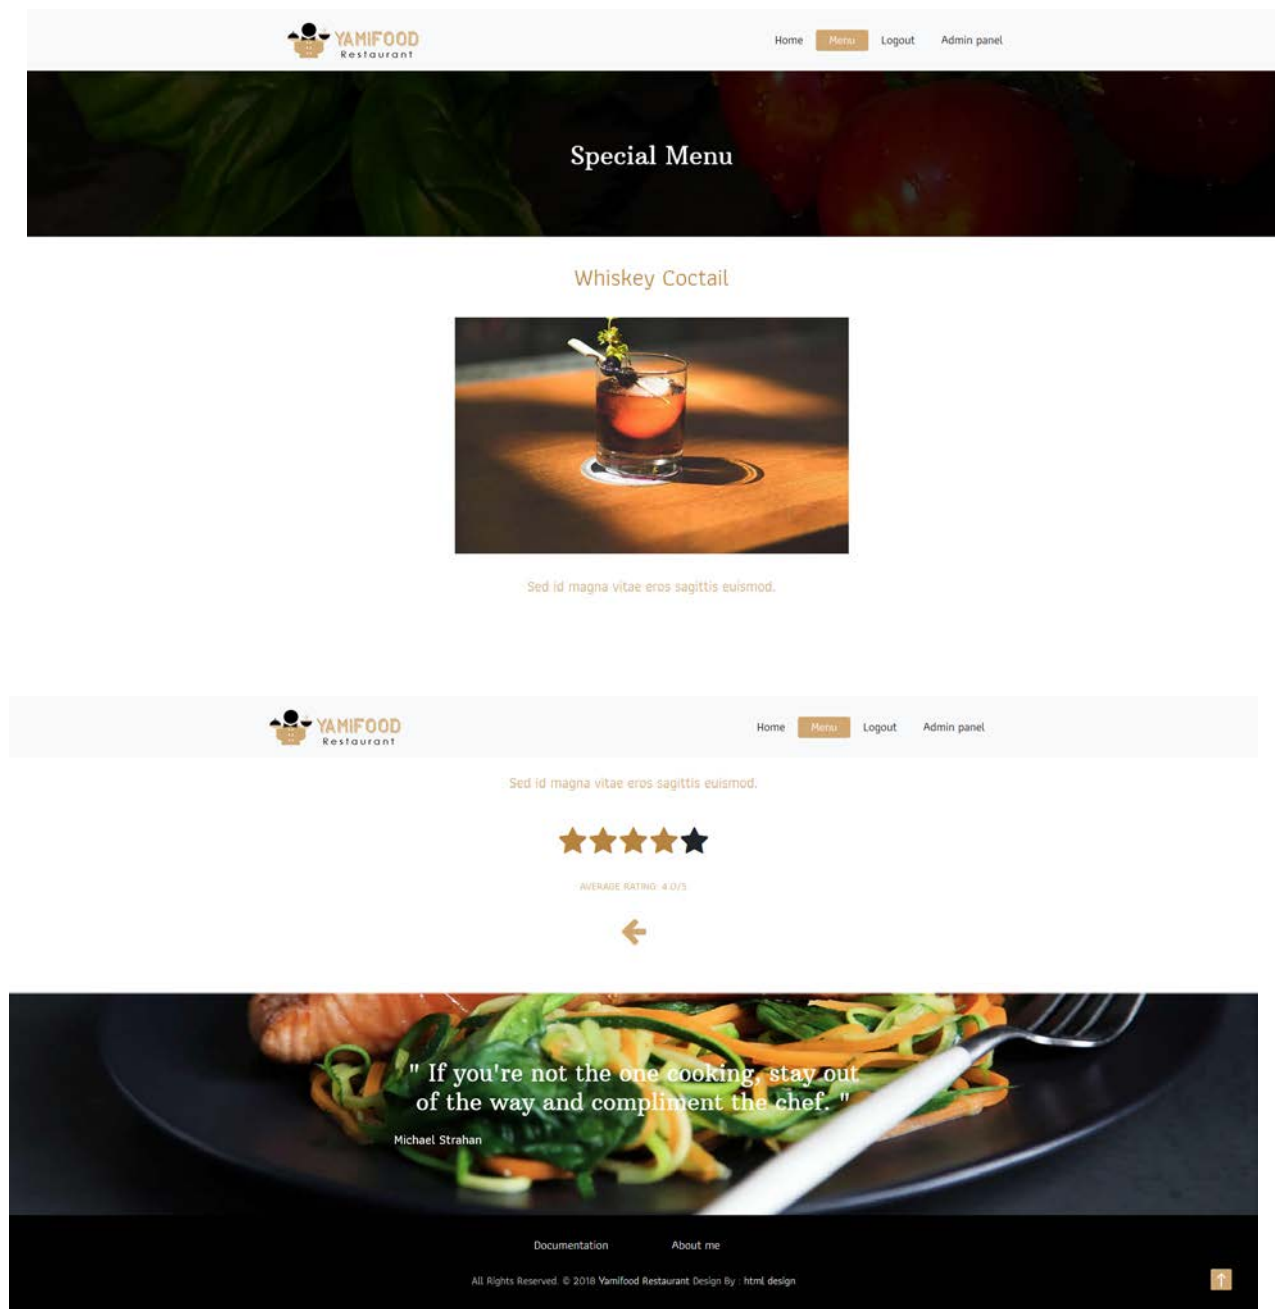 YAMIFOOD
Restaurant
Home Menu Logout Admin panel
Special Menu
Whiskey Coctail
Sed id magna vitae eros sagittis euismod.
YAMIFOOD
Restaurant
Home Menu Logout Admin panel
Sed id magna vitae eros sagittis euismod.
AVERAGE RATING: 4.0/5
" If you're not the one cooking, stay out
of the way and compliment the chef. "
Michael Strahan
Documentation About me
All Rights Reserved. © 2018 Yamifood Restaurant Design By : html design